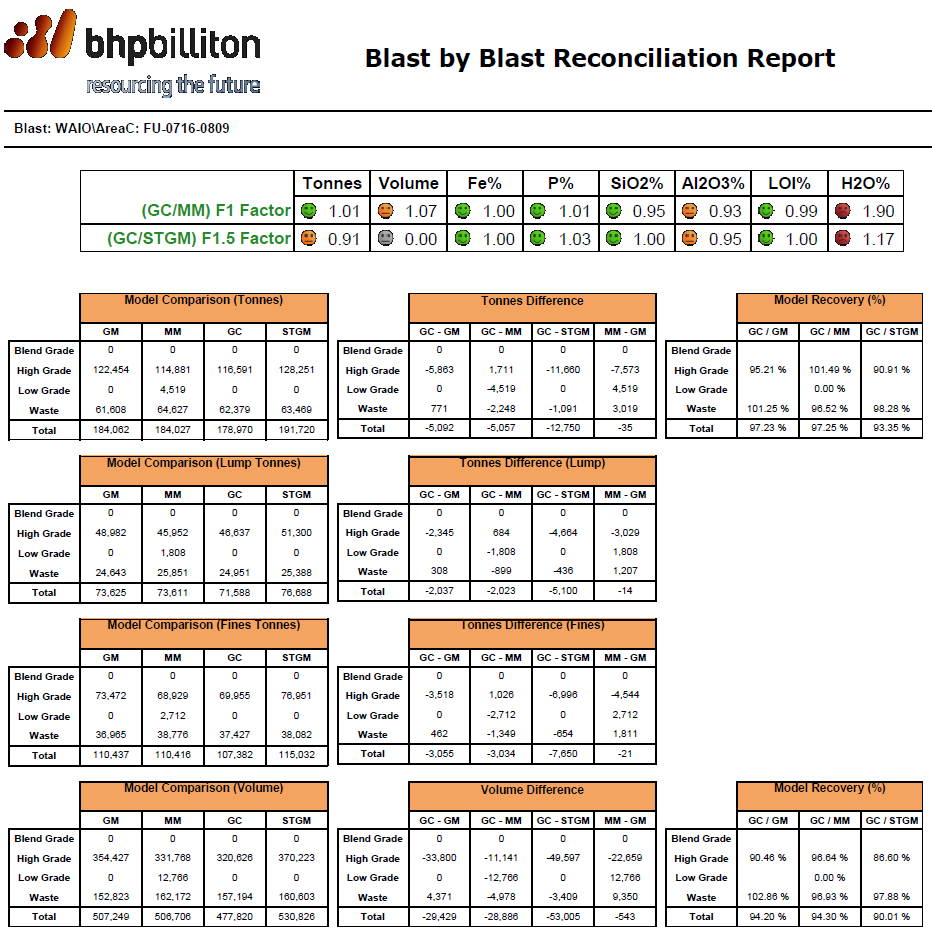 bhpbilliton
resourcing the future
Blast by Blast Reconciliation Report
Blast: WAIO\AreaC: FU-0716-0809
Tonnes Volume Fe% P% SiO2% Al2O3% LOI% H2O%
(GC/MM) F1 Factor 1.01 1.07 1.00 1.01 0.95 0.93 0.99 1.90
(GC/STGM) F1.5 Factor 0.91 0.00 1.00 1.03 1.00 0.95 1.00 1.17
Model Comparison (Tonnes) Tonnes Difference Model Recovery (%)
GM MM GC STGM GC - GM GC - MM GC - STGM MM - GM GC / GM GC / MM GC / STGM
Blend Grade 0 0 0 0 Blend Grade 0 0 0 0 Blend Grade
High Grade 122,454 114,881 116,591 128,251 High Grade -5,863 1,711 -11,660 -7,573 High Grade 95.21 % 101.49 % 90.91 %
Low Grade 0 4,519 0 0 Low Grade 0 -4,519 0 4,519 Low Grade 0.00 %
Waste 61,608 64,627 62,379 63,469 Waste 771 -2,248 -1,091 3,019 Waste 101.25 % 96.52 % 98.28 %
Total 184,062 184,027 178,970 191,720 Total -5,092 -5,057 -12,750 -35 Total 97.23 % 97.25 % 93.35 %
Model Comparison (Lump Tonnes) Tonnes Difference (Lump)
GM MM GC STGM GC - GM GC - MM GC - STGM MM - GM
Blend Grade 0 0 0 0 Blend Grade 0 0 0 0
High Grade 48,982 45,952 46,637 51,300 High Grade -2,345 684 -4,664 -3,029
Low Grade 0 1,808 0 0 Low Grade 0 -1,808 0 1,808
Waste 24,643 25,851 24,951 25,388 Waste 308 -899 -436 1,207
Total 73,625 73,611 71,588 76,688 Total -2,037 -2,023 -5,100 -14
Model Comparison (Fines Tonnes) Tonnes Difference (Fines)
GM MM GC STGM GC - GM GC - MM GC - STGM MM - GM
Blend Grade 0 0 0 0 Blend Grade 0 0 0 0
High Grade 73,472 68,929 69,955 76,951 High Grade -3,518 1,026 -6,996 -4,544
Low Grade 0 2,712 0 0 Low Grade 0 -2,712 0 2,712
Waste 36,965 38,776 37,427 38,082 Waste 462 -1,349 -654 1,811
Total 110,437 110,416 107,382 115,032 Total -3,055 -3,034 -7,650 -21
Model Comparison (Volume) Volume Difference Model Recovery (%)
GM MM GC STGM GC - GM GC - MM GC - STGM MM - GM GC / GM GC / MM GC / STGM
Blend Grade 0 0 0 0 Blend Grade 0 0 0 0 Blend Grade
High Grade 354,427 331,768 320,626 370,223 High Grade -33,800 -11,141 -49,597 -22,659 High Grade 90.46 % 96.64 % 86.60 %
Low Grade 0 12,766 0 0 Low Grade 0 -12,766 0 12,766 Low Grade 0.00 %
Waste 152,823 162,172 157,194 160,603 Waste 4,371 -4,978 -3,409 9,350 Waste 102.86 % 96.93 % 97.88 %
Total 507,249 506,706 477,820 530,826 Total -29,429 -28,886 -53,005 -543 Total 94.20 % 94.30 % 90.01 %